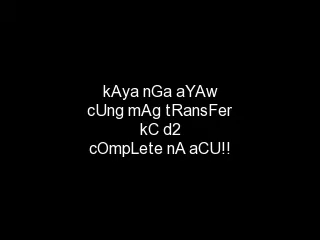 kAya nGa aYAw
cUng mAg tRansFer
kC d2
cOmpLete nA aCU!!